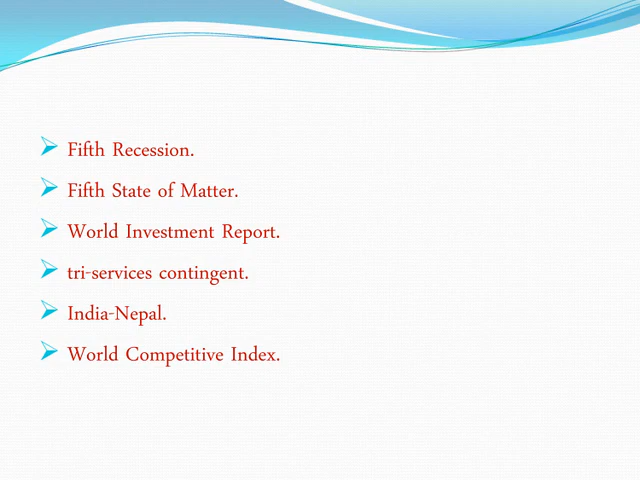 Fifth Recession.
Fifth State of Matter.
World Investment Report.
tri-services contingent.
India-Nepal.
World Competitive Index.